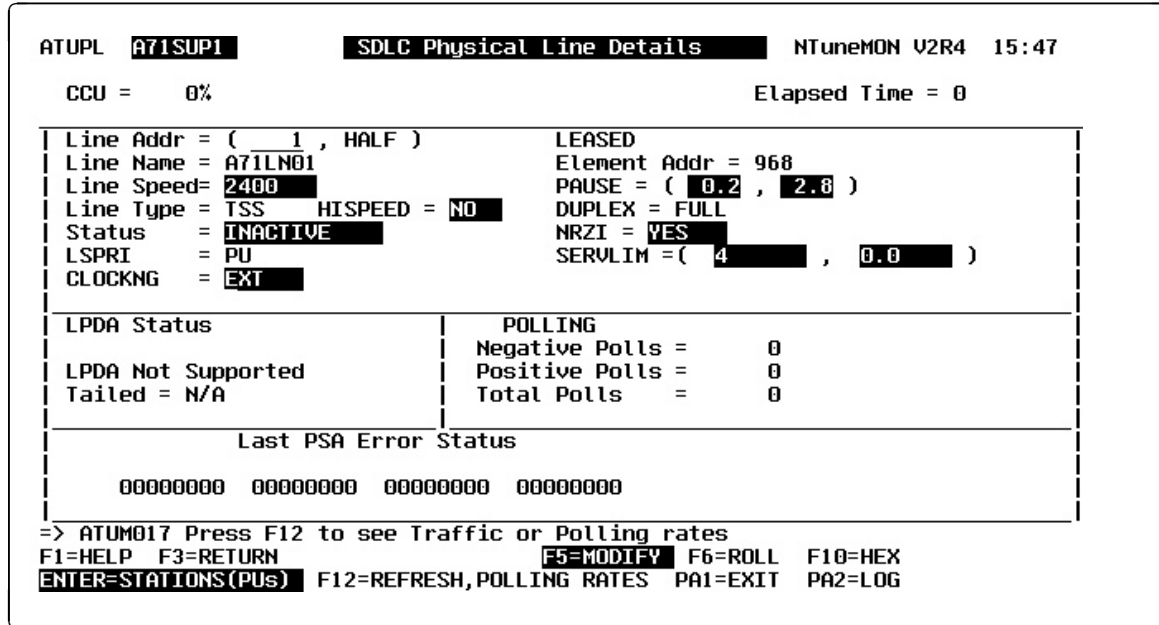 ATUPL A71SUP1 SDLC Physical Line Details NTuneMON V2R4 15:47
CCU = 0% Elapsed Time = 0
Line Addr = ( 1 , HALF ) LEASED
Line Name = A71LN01 Element Addr = 968
Line Speed= 2400 PAUSE = ( 0.2 , 2.8 )
Line Type = TSS HISPEED = NO DUPLEX = FULL
Status = INACTIVE NRZI = YES
LSPRI = PU SERVLIM =( 4 , 0.0 )
CLOCKNG = EXT
LPDA Status POLLING
Negative Polls = 0
LPDA Not Supported Positive Polls = 0
Tailed = N/A Total Polls = 0
Last PSA Error Status
00000000 00000000 00000000 00000000
=> ATUM017 Press F12 to see Traffic or Polling rates
F1=HELP F3=RETURN F5=MODIFY F6=ROLL F10=HEX
ENTER=STATIONS(PUs) F12=REFRESH,POLLING RATES PA1=EXIT PA2=LOG